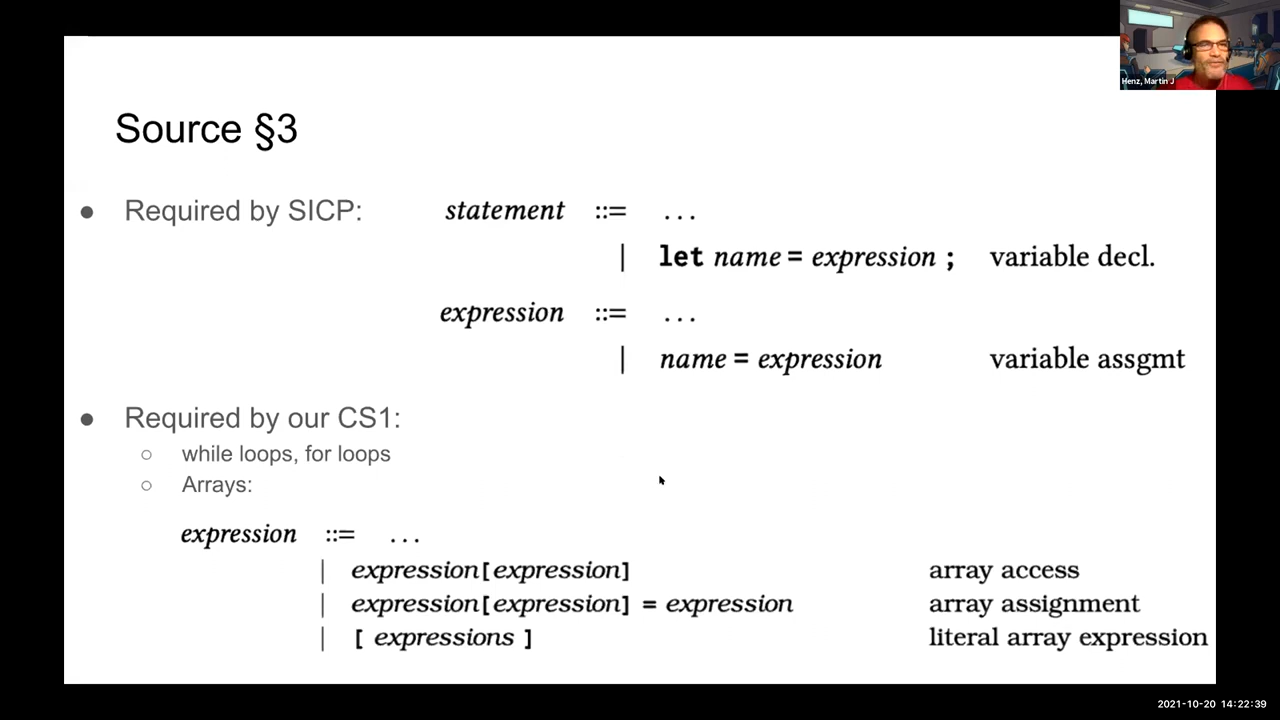 Henz, Martin J
Source §3
● Required by SICP: statement ::= ...
| let name = expression ; variable decl.
expression ::= ...
| name = expression variable assgmt
● Required by our CS1:
○ while loops, for loops
○ Arrays:
expression ::= ...
| expression[expression] array access
| expression[expression] = expression array assignment
| [ expressions ] literal array expression
2021-10-20 14:22:39